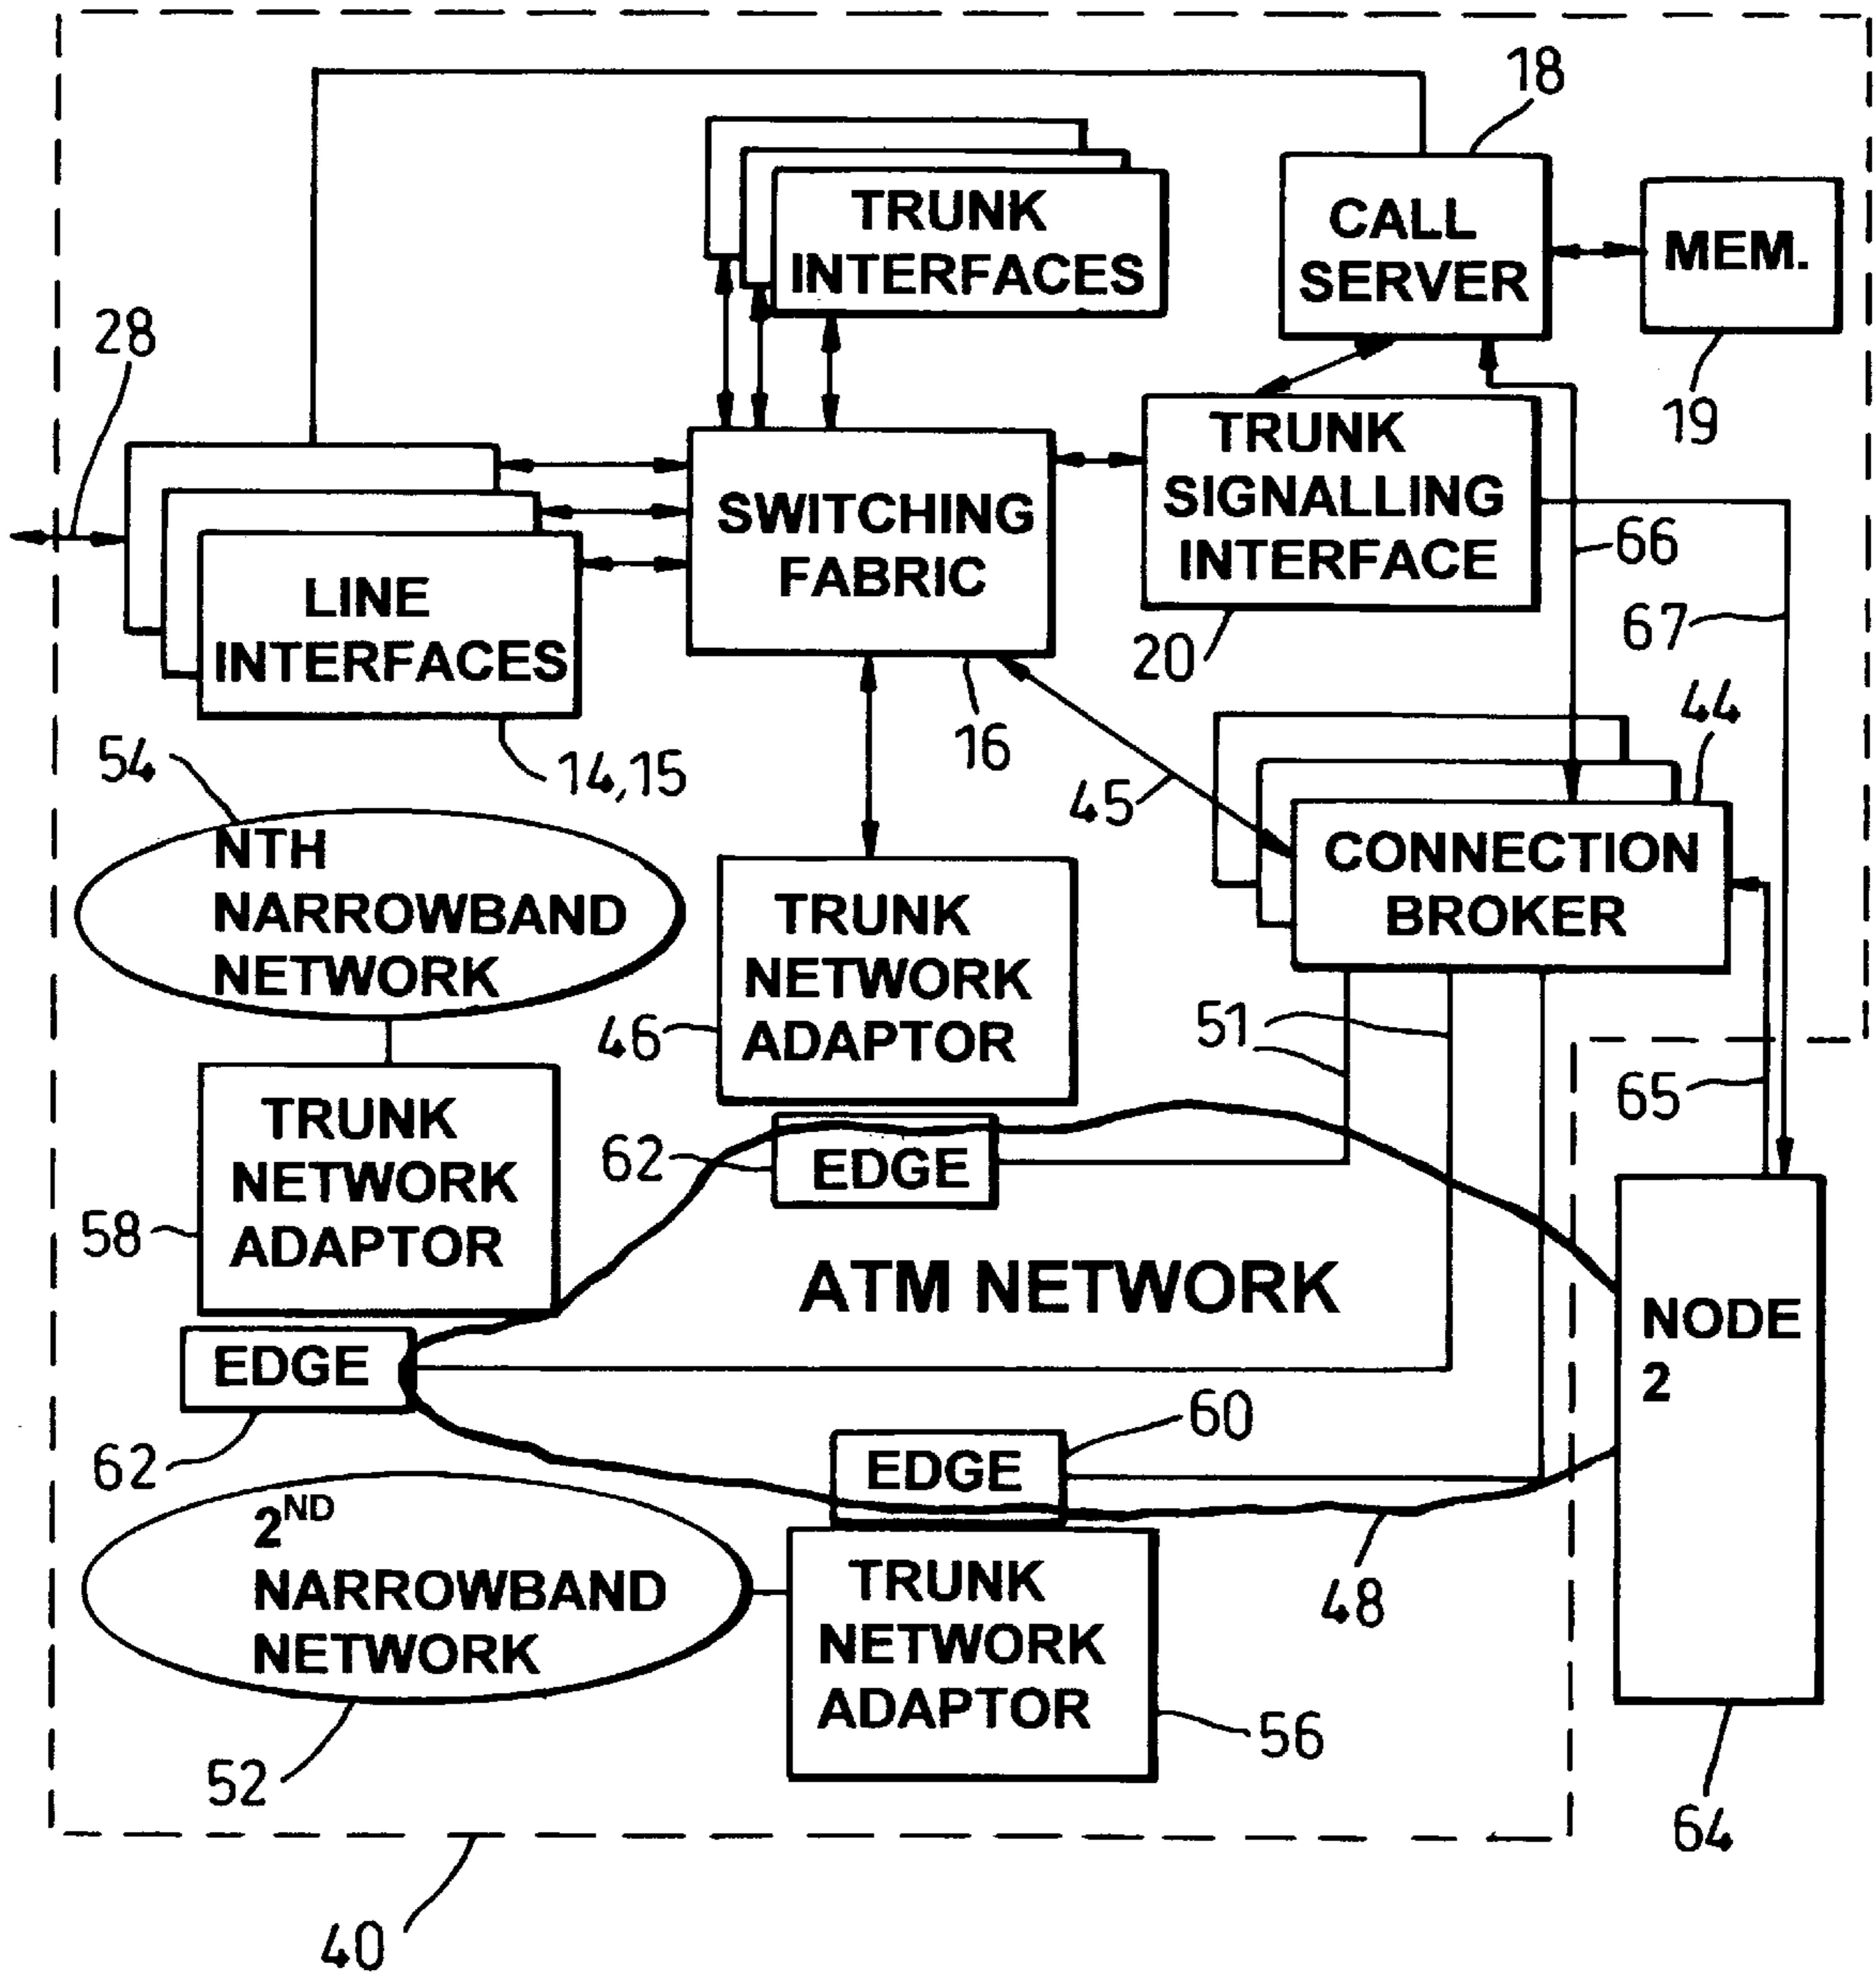 18
TRUNK
INTERFACES
CALL
SERVER
MEM.
28
19
TRUNK
SIGNALLING
INTERFACE
SWITCHING
FABRIC
66
LINE
INTERFACES
67
20
44
16
54
14,15
45
NTH
NARROWBAND
NETWORK
CONNECTION
BROKER
TRUNK
NETWORK
ADAPTOR
46
51
65
TRUNK
NETWORK
ADAPTOR
62
EDGE
58
ATM NETWORK
NODE
2
EDGE
60
62
EDGE
2ND
NARROWBAND
NETWORK
TRUNK
NETWORK
ADAPTOR
48
56
52
64
40